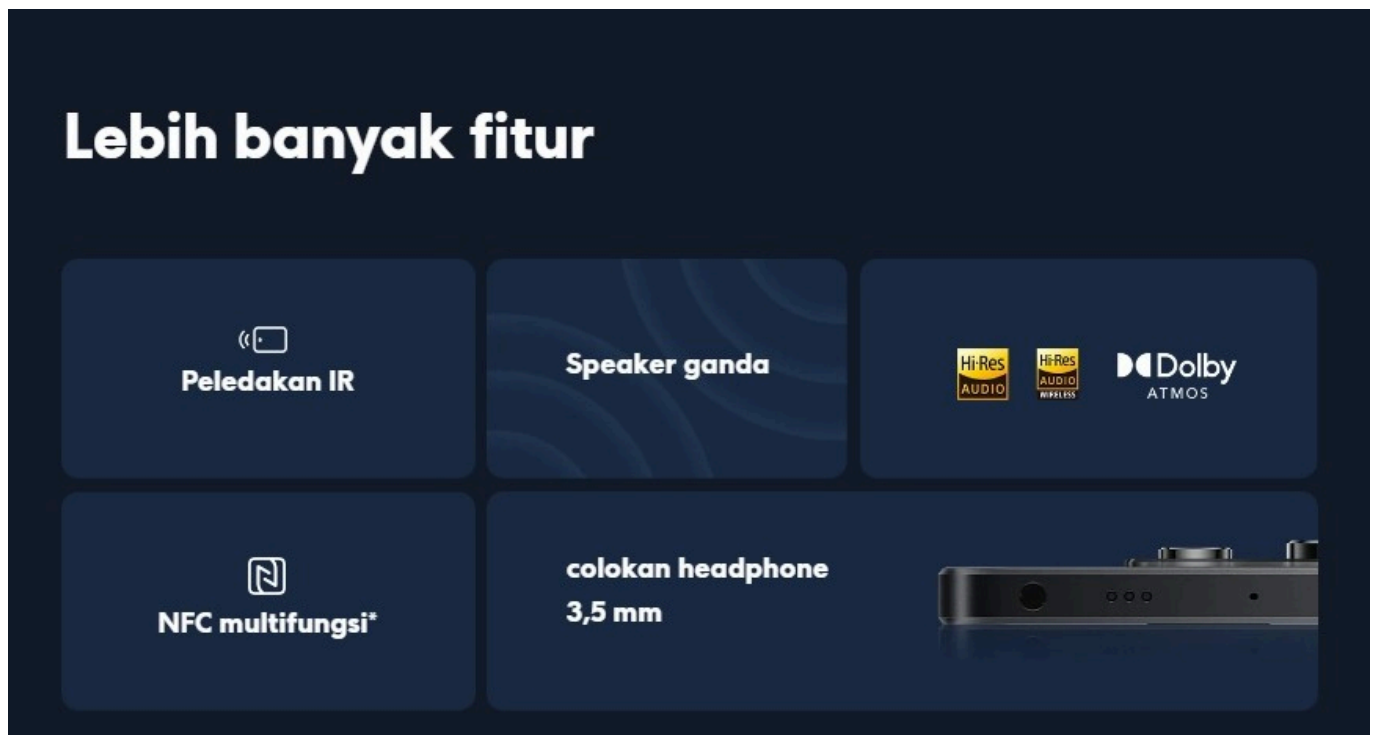 Lebih banyak fitur
Peledakan IR
Speaker ganda
Hi-Res
AUDIO
Hi-Res
AUDIO
WIRELESS
Dolby
ATMOS
NFC multifungsi*
colokan headphone
3,5 mm